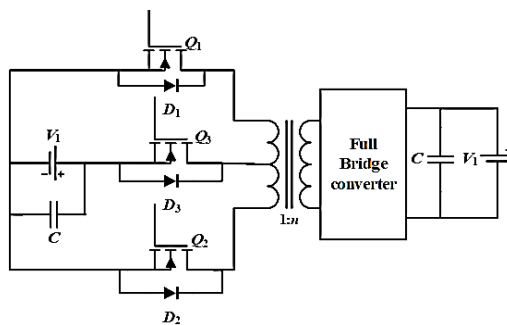 Q1
D1
V1
- +
Q3
D3
C
Q2
D2
1:n
Full
Bridge
converter
C
V1
+